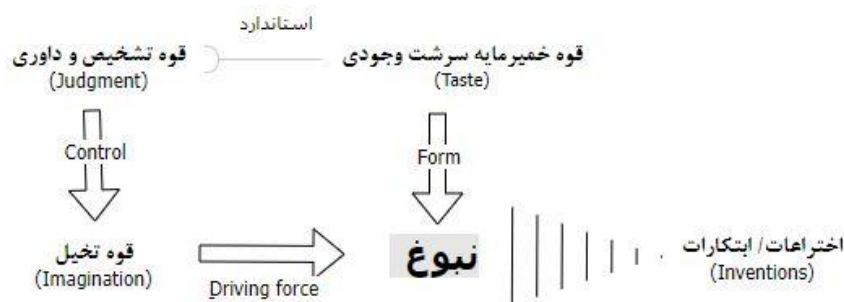 استاندارد
قوه خمیرمایه سرشت وجودی
(Taste)
قوه تشخیص و داوری
(Judgment)
Form
Control
نبوغ
اختراعات/ ابتکارات
(Inventions)
قوه تخیل
(Imagination)
Driving force